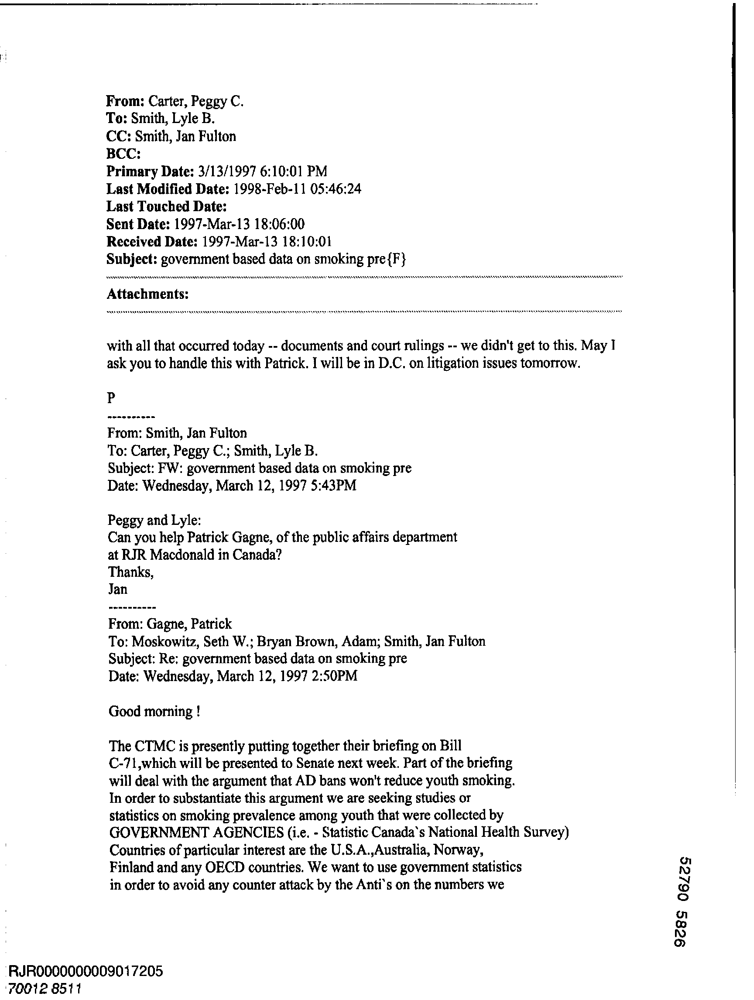 From: Carter, Peggy C.
To: Smith, Lyle B.
CC: Smith, Jan Fulton
BCC:
Primary Date: 3/13/1997 6:10:01 PM
Last Modified Date: 1998-Feb-11 05:46:24
Last Touched Date:
Sent Date: 1997-Mar-13 18:06:00
Received Date: 1997-Mar-13 18:10:01
Subject: government based data on smoking pre{F}
Attachments:
with all that occurred today -- documents and court rulings -- we didn't get to this. May I
ask you to handle this with Patrick. I will be in D.C. on litigation issues tomorrow.
P
----------
From: Smith, Jan Fulton
To: Carter, Peggy C.; Smith, Lyle B.
Subject: FW: government based data on smoking pre
Date: Wednesday, March 12, 1997 5:43PM
Peggy and Lyle:
Can you help Patrick Gagne, of the public affairs department
at RJR Macdonald in Canada?
Thanks,
Jan
----------
From: Gagne, Patrick
To: Moskowitz, Seth W.; Bryan Brown, Adam; Smith, Jan Fulton
Subject: Re: government based data on smoking pre
Date: Wednesday, March 12, 1997 2:50PM
Good morning !
The CTMC is presently putting together their briefing on Bill
C-71,which will be presented to Senate next week. Part of the briefing
will deal with the argument that AD bans won't reduce youth smoking.
In order to substantiate this argument we are seeking studies or
statistics on smoking prevalence among youth that were collected by
GOVERNMENT AGENCIES (i.e. - Statistic Canada`s National Health Survey)
Countries of particular interest are the U.S.A.,Australia, Norway,
Finland and any OECD countries. We want to use government statistics
in order to avoid any counter attack by the Anti`s on the numbers we
52790 5826
RJR0000000009017205
70012 8511